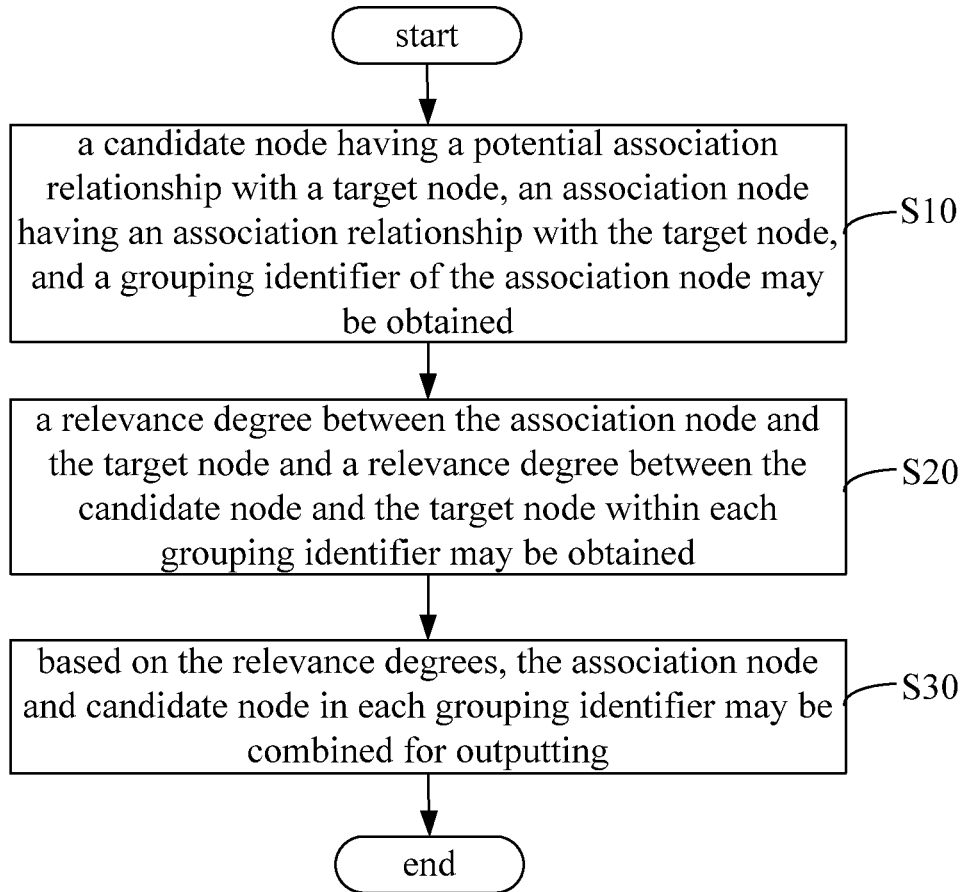 start
a candidate node having a potential association
relationship with a target node, an association node
having an association relationship with the target node,
and a grouping identifier of the association node may
be obtained
S10
a relevance degree between the association node and
the target node and a relevance degree between the
candidate node and the target node within each
grouping identifier may be obtained
S20
based on the relevance degrees, the association node
and candidate node in each grouping identifier may be
combined for outputting
S30
end